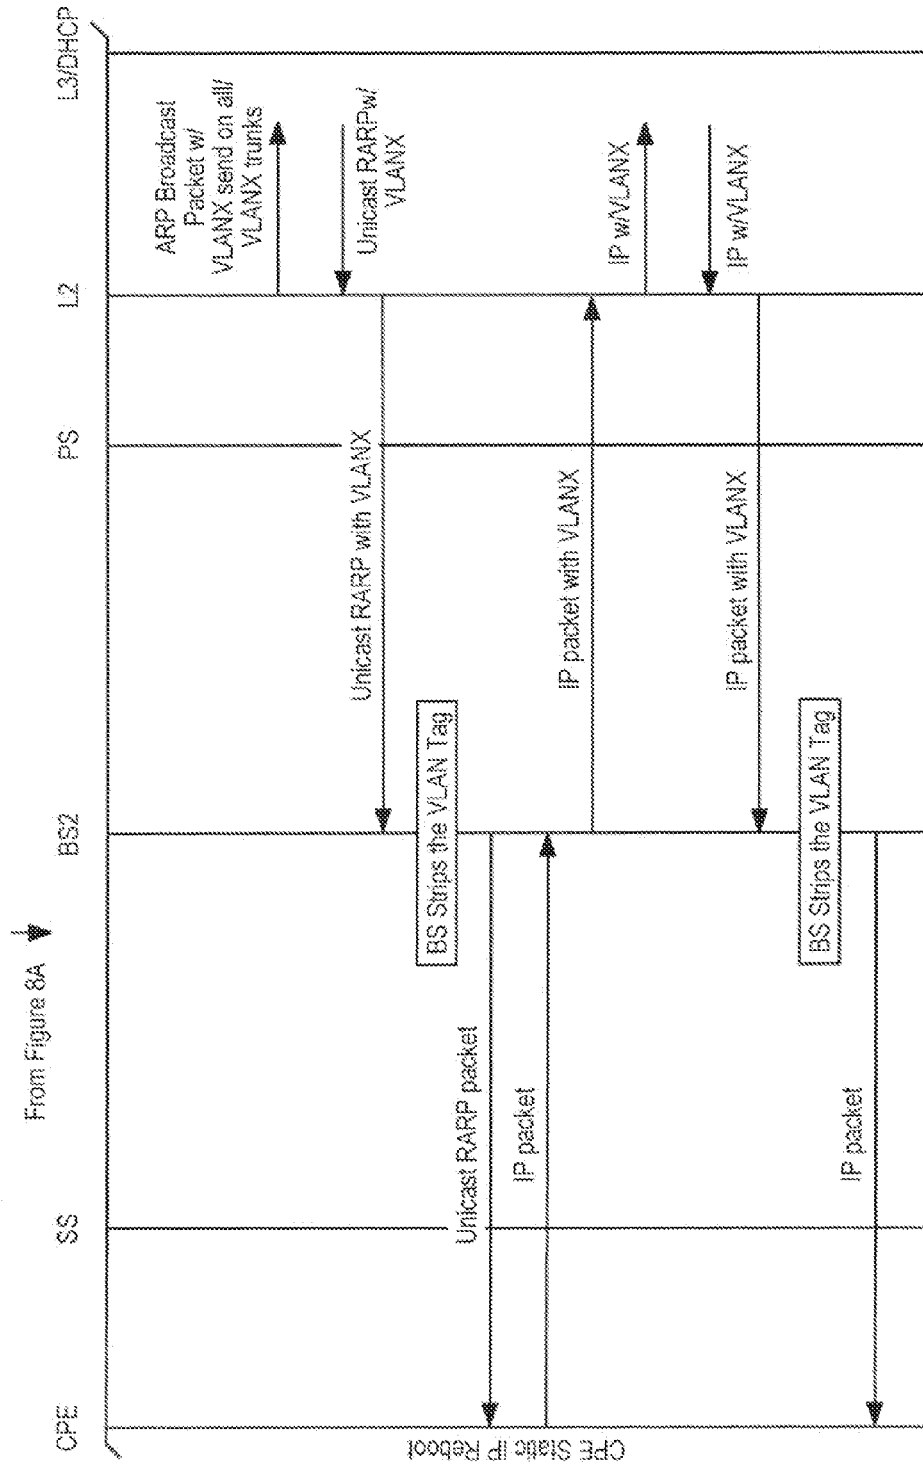 From Figure 8A
CPE
SS
BS2
PS
L2
L3/DHCP
CPE Static IP Reboot
ARP Broadcast
Packet w/
VLANX send on all/
VLANX trunks
Unicast RARPw/
VLANX
Unicast RARP with VLANX
BS Strips the VLAN Tag
Unicast RARP packet
IP packet
IP packet with VLANX
IP w/VLANX
IP w/VLANX
IP packet with VLANX
BS Strips the VLAN Tag
IP packet